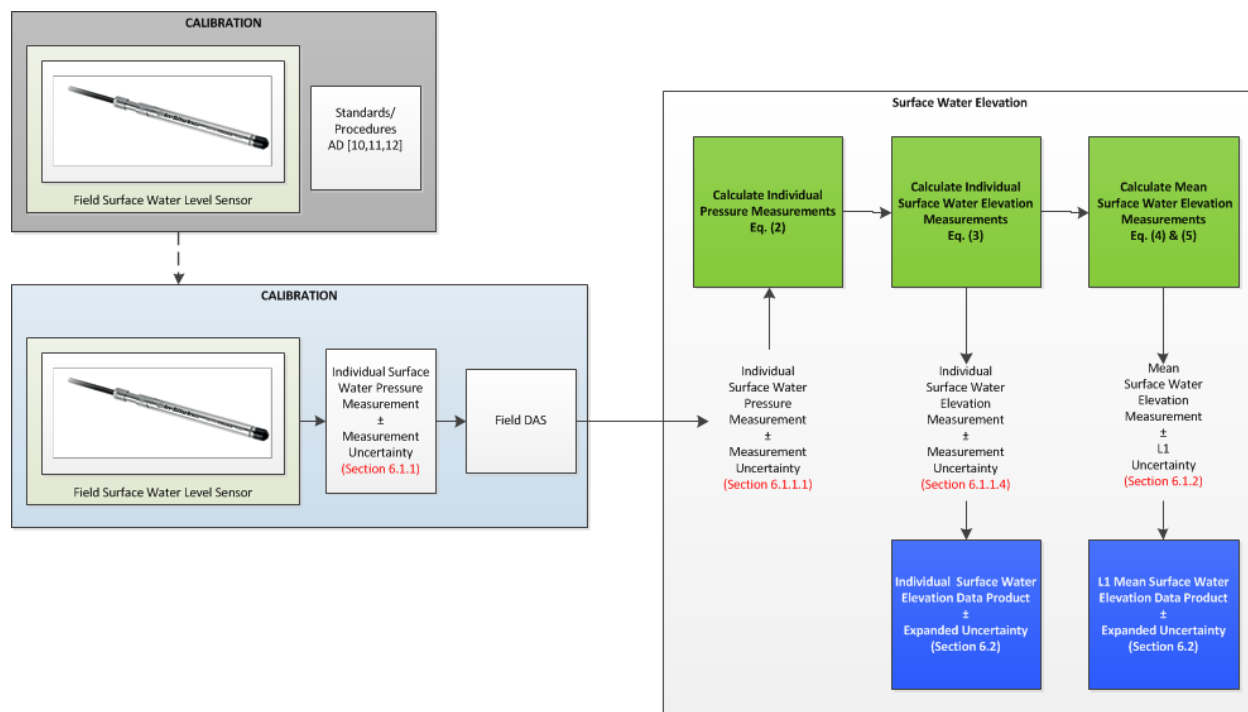 CALIBRATION
Standards/
Procedures
AD [10,11,12]
Field Surface Water Level Sensor
CALIBRATION
Individual Surface
Water Pressure
Measurement
±
Measurement
Uncertainty
(Section 6.1.1)
Field DAS
Field Surface Water Level Sensor
Surface Water Elevation
Calculate Individual
Pressure Measurements
Eq. (2)
Calculate Individual
Surface Water Elevation
Measurements
Eq. (3)
Calculate Mean
Surface Water Elevation
Measurements
Eq. (4) & (5)
Individual
Surface Water
Pressure
Measurement
±
Measurement
Uncertainty
(Section 6.1.1.1)
Individual
Surface Water
Elevation
Measurement
±
Measurement
Uncertainty
(Section 6.1.1.4)
Mean
Surface Water
Elevation
Measurement
±
L1
Uncertainty
(Section 6.1.2)
Individual Surface Water
Elevation Data Product
±
Expanded Uncertainty
(Section 6.2)
L1 Mean Surface Water
Elevation Data Product
±
Expanded Uncertainty
(Section 6.2)